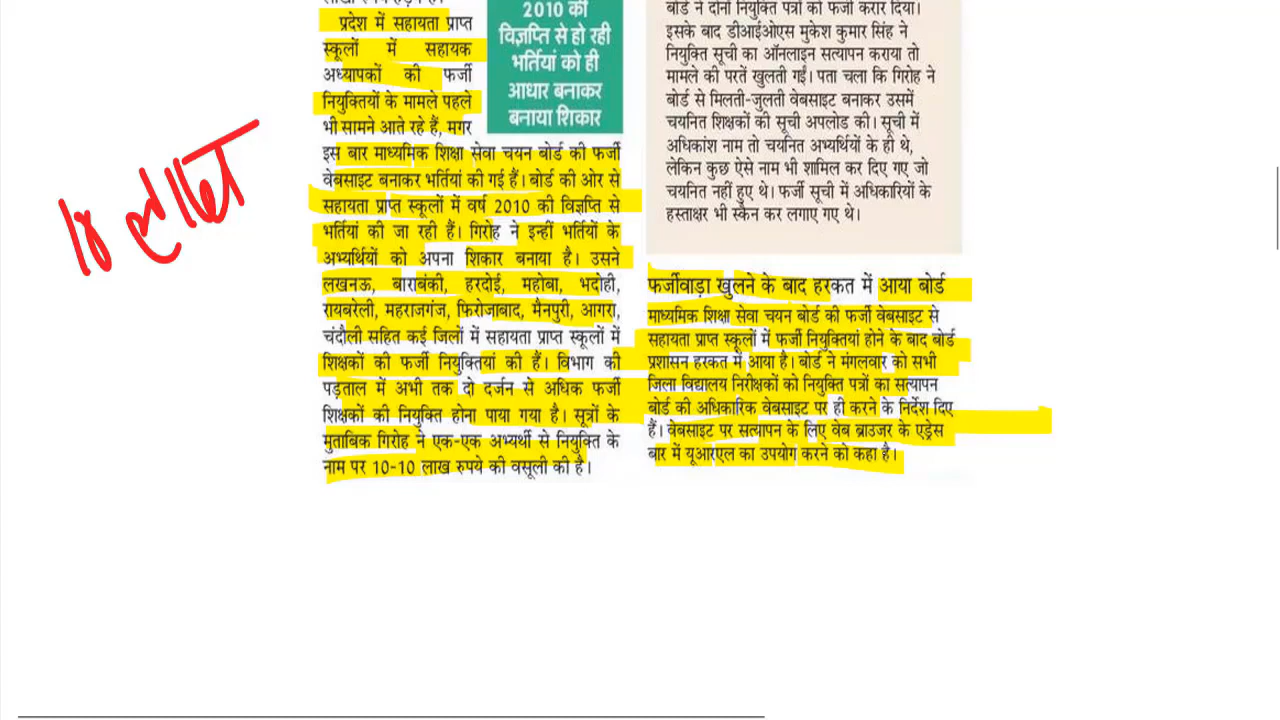 प्रदेश में सहायता प्राप्त
स्कूलों में सहायक
अध्यापकों की फर्जी
नियुक्तियों के मामले पहले
भी सामने आते रहे हैं, मगर
इस बार माध्यमिक शिक्षा सेवा चयन बोर्ड की फर्जी
वेबसाइट बनाकर भर्तियां की गई हैं। बोर्ड की ओर से
सहायता प्राप्त स्कूलों में वर्ष 2010 की विज्ञप्ति से
भर्तियां की जा रही हैं। गिरोह ने इन्हीं भर्तियों के
अभ्यर्थियों को अपना शिकार बनाया है। उसने
लखनऊ, बाराबंकी, हरदोई, महोबा, भदोही,
रायबरेली, महराजगंज, फिरोजाबाद, मैनपुरी, आगरा,
चंदौली सहित कई जिलों में सहायता प्राप्त स्कूलों में
शिक्षकों की फर्जी नियुक्तियां की हैं। विभाग की
पड़ताल में अभी तक दो दर्जन से अधिक फर्जी
शिक्षकों की नियुक्ति होना पाया गया है। सूत्रों के
मुताबिक गिरोह ने एक-एक अभ्यर्थी से नियुक्ति के
नाम पर 10-10 लाख रुपये की वसूली की है।
2010 की
विज्ञप्ति से हो रही
भर्तियां को ही
आधार बनाकर
बनाया शिकार
बोर्ड ने दोनों नियुक्ति पत्रों को फर्जी करार दिया।
इसके बाद डीआईओएस मुकेश कुमार सिंह ने
नियुक्ति सूची का ऑनलाइन सत्यापन कराया तो
मामले की परतें खुलती गईं। पता चला कि गिरोह ने
बोर्ड से मिलती-जुलती वेबसाइट बनाकर उसमें
चयनित शिक्षकों की सूची अपलोड की। सूची में
अधिकांश नाम तो चयनित अभ्यर्थियों के ही थे,
लेकिन कुछ ऐसे नाम भी शामिल कर दिए गए जो
चयनित नहीं हुए थे। फर्जी सूची में अधिकारियों के
हस्ताक्षर भी स्कैन कर लगाए गए थे।
फर्जीवाड़ा खुलने के बाद हरकत में आया बोर्ड
माध्यमिक शिक्षा सेवा चयन बोर्ड की फर्जी वेबसाइट से
सहायता प्राप्त स्कूलों में फर्जी नियुक्तियां होने के बाद बोर्ड
प्रशासन हरकत में आया है। बोर्ड ने मंगलवार को सभी
जिला विद्यालय निरीक्षकों को नियुक्ति पत्रों का सत्यापन
बोर्ड की अधिकारिक वेबसाइट पर ही करने के निर्देश दिए
हैं। वेबसाइट पर सत्यापन के लिए वेब ब्राउजर के एड्रेस
बार में यूआरएल का उपयोग करने को कहा है।
लाख